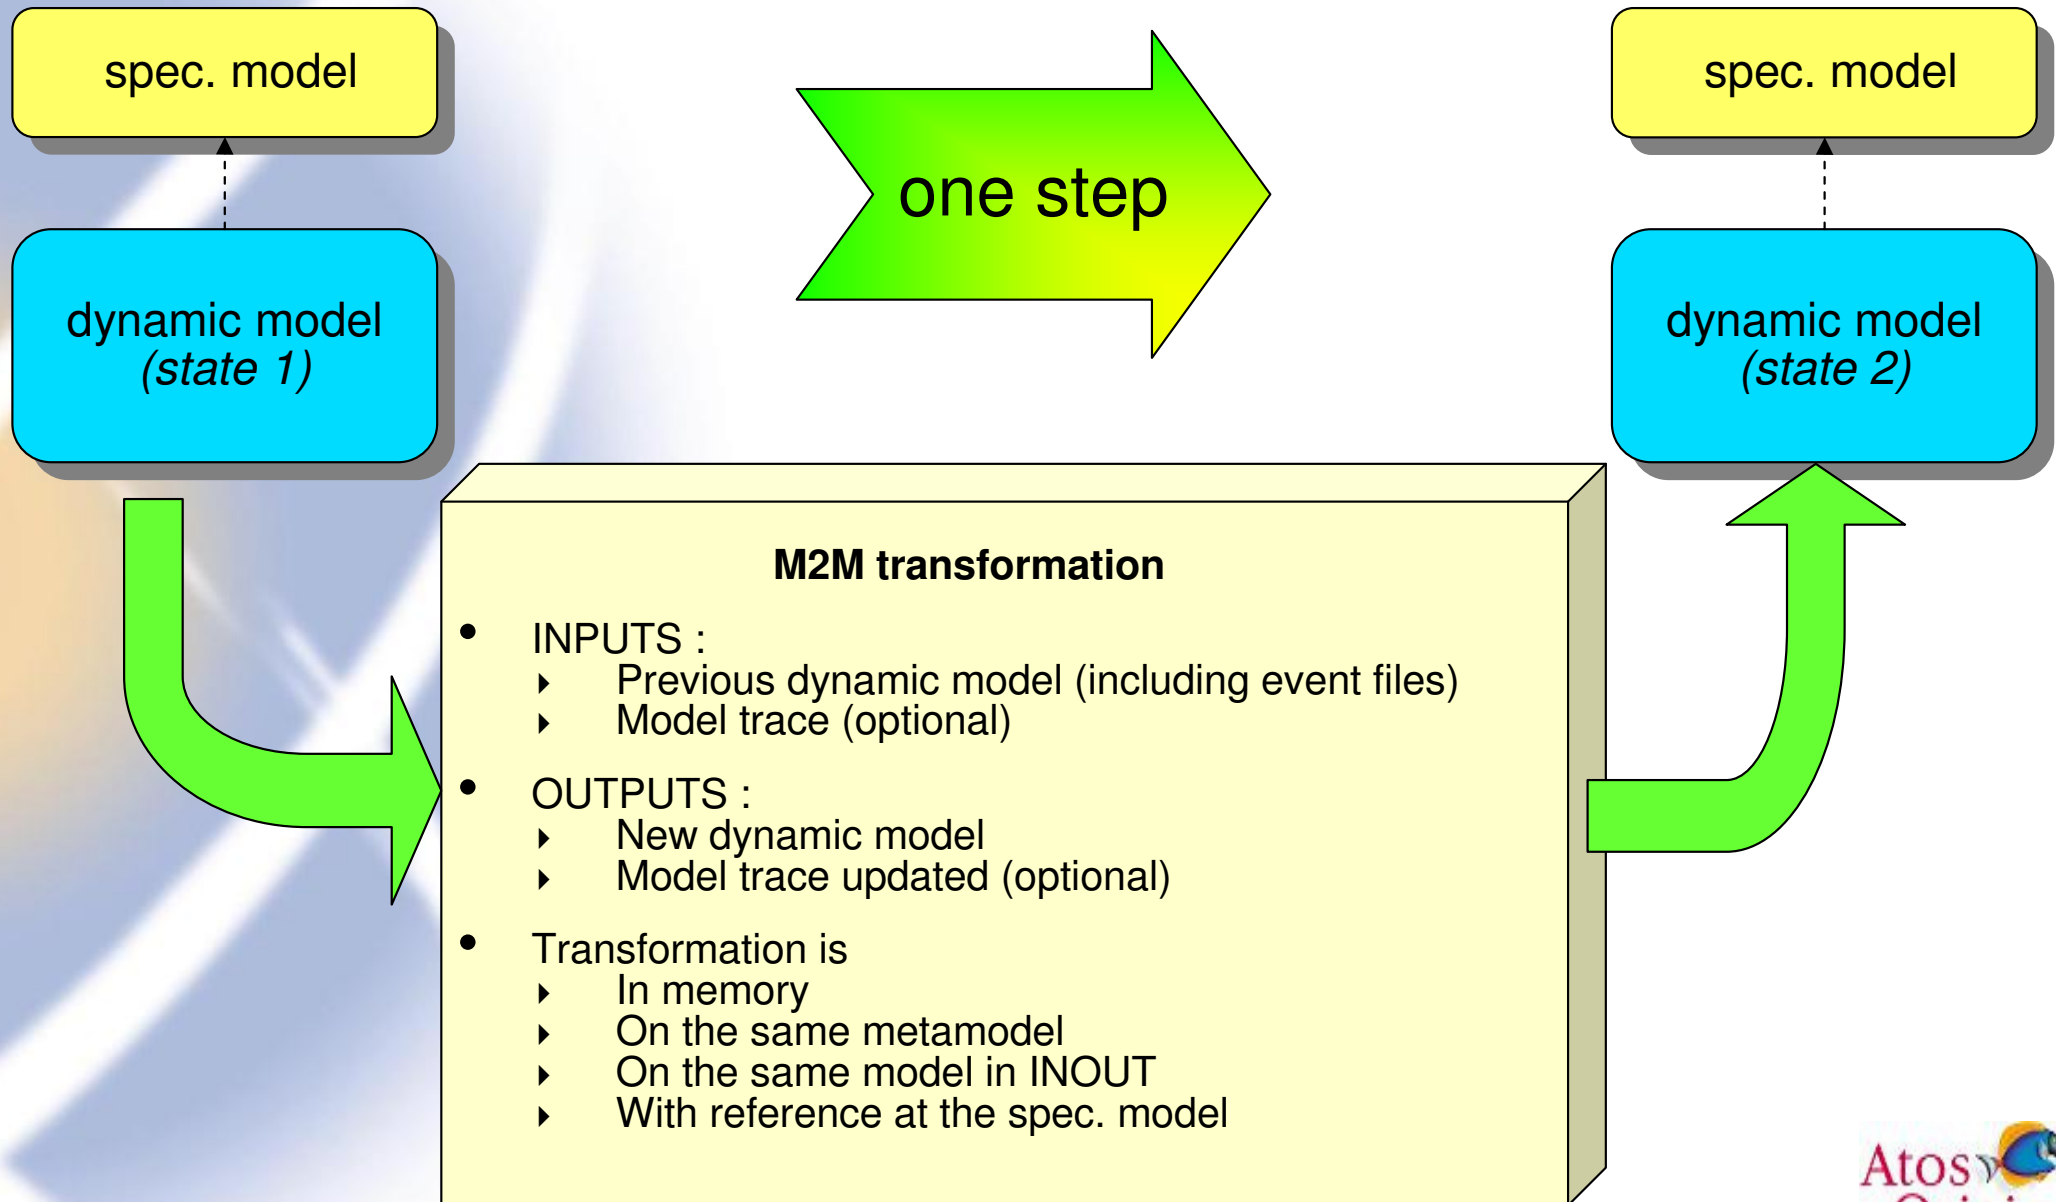 spec. model
one step
spec. model
dynamic model
(state 1)
dynamic model
(state 2)
M2M transformation
• INPUTS :
Previous dynamic model (including event files)
Model trace (optional)
• OUTPUTS :
New dynamic model
Model trace updated (optional)
• Transformation is
In memory
On the same metamodel
On the same model in INOUT
With reference at the spec. model
Atos